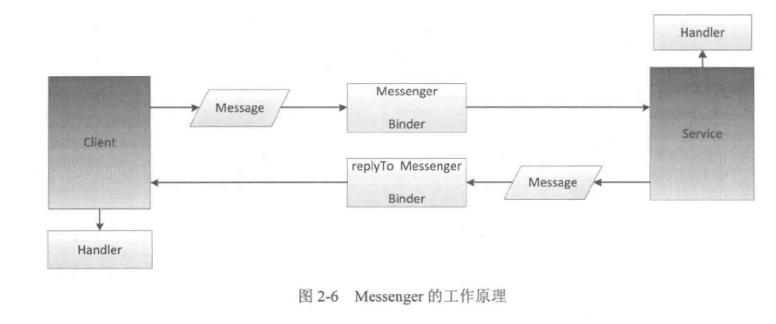 Handler
Client
Message
Messenger
Binder
Service
replyTo Messenger
Binder
Message
Handler
图 2-6 Messenger 的工作原理